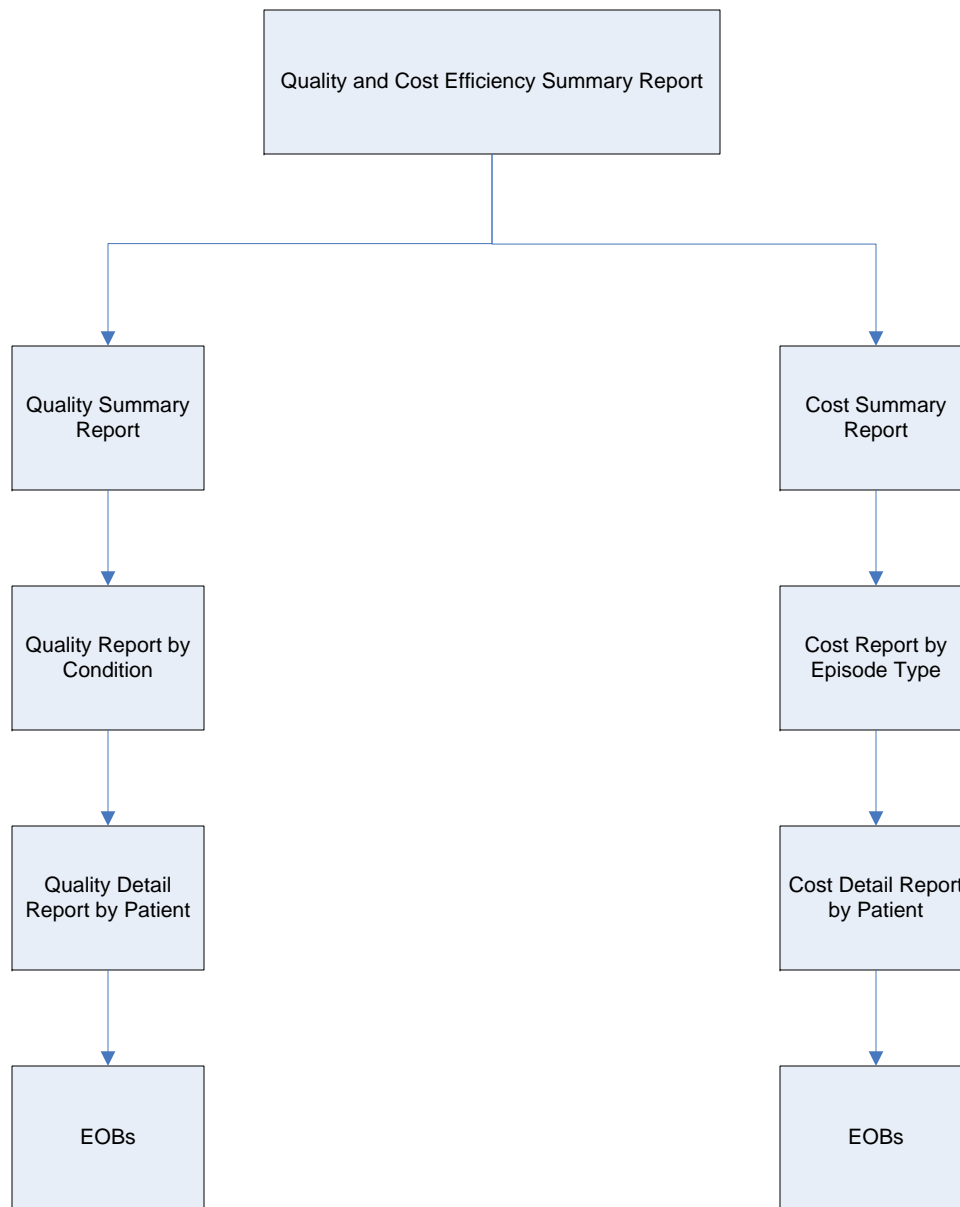 Quality and Cost Efficiency Summary Report
Quality Summary
Report
Cost Summary
Report
Quality Report by
Condition
Cost Report by
Episode Type
Quality Detail
Report by Patient
Cost Detail Report
by Patient
EOBs
EOBs